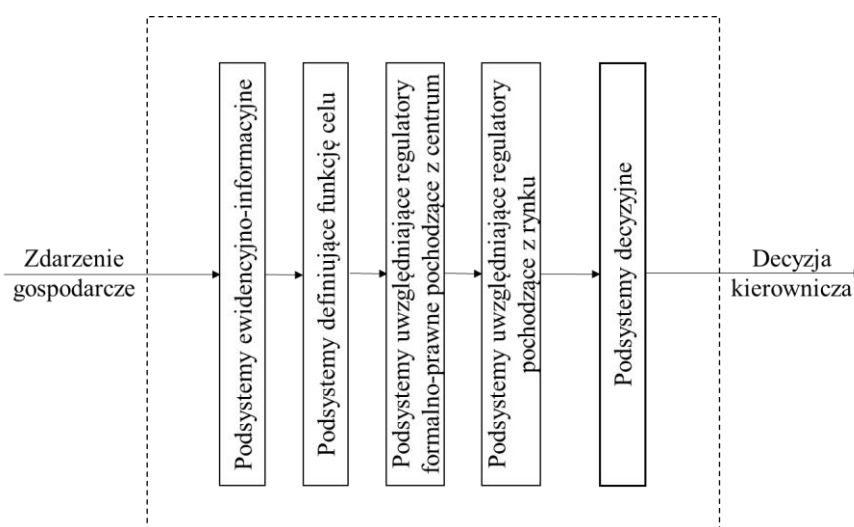 Zdarzenie
gospodarcze
Podsystemy ewidencyjno-informacyjne
Podsystemy definiujące funkcję celu
Podsystemy uwzględniające regulatory
formalno-prawne pochodzące z centrum
Podsystemy uwzględniające regulatory
pochodzące z rynku
Podsystemy decyzyjne
Decyzja
kierownicza